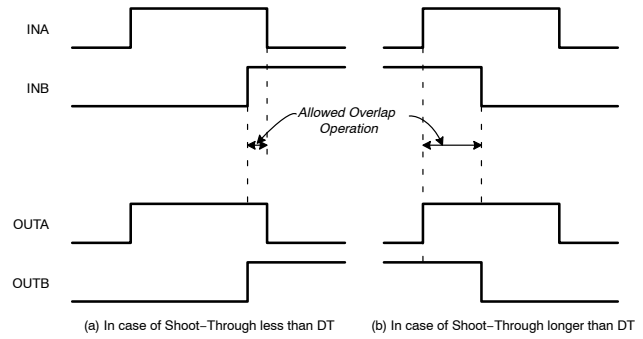 INA
INB
Allowed Overlap
Operation
OUTA
OUTB
(a) In case of Shoot−Through less than DT
(b) In case of Shoot−Through longer than DT